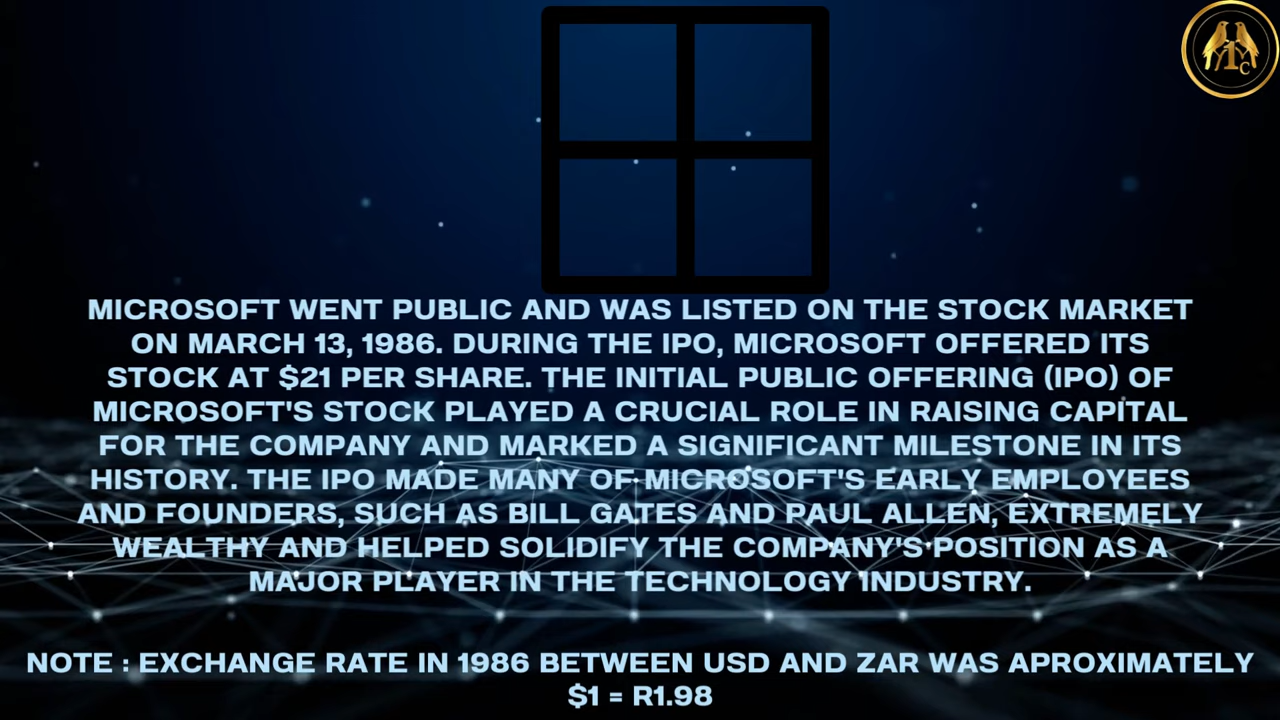 1C
MICROSOFT WENT PUBLIC AND WAS LISTED ON THE STOCK MARKET
ON MARCH 13, 1986. DURING THE IPO, MICROSOFT OFFERED ITS
STOCK AT $21 PER SHARE. THE INITIAL PUBLIC OFFERING (IPO) OF
MICROSOFT'S STOCK PLAYED A CRUCIAL ROLE IN RAISING CAPITAL
FOR THE COMPANY AND MARKED A SIGNIFICANT MILESTONE IN ITS
HISTORY. THE IPO MADE MANY OF MICROSOFT'S EARLY EMPLOYEES
AND FOUNDERS, SUCH AS BILL GATES AND PAUL ALLEN, EXTREMELY
WEALTHY AND HELPED SOLIDIFY THE COMPANY'S POSITION AS A
MAJOR PLAYER IN THE TECHNOLOGY INDUSTRY.
NOTE : EXCHANGE RATE IN 1986 BETWEEN USD AND ZAR WAS APROXIMATELY
$1 = R1.98